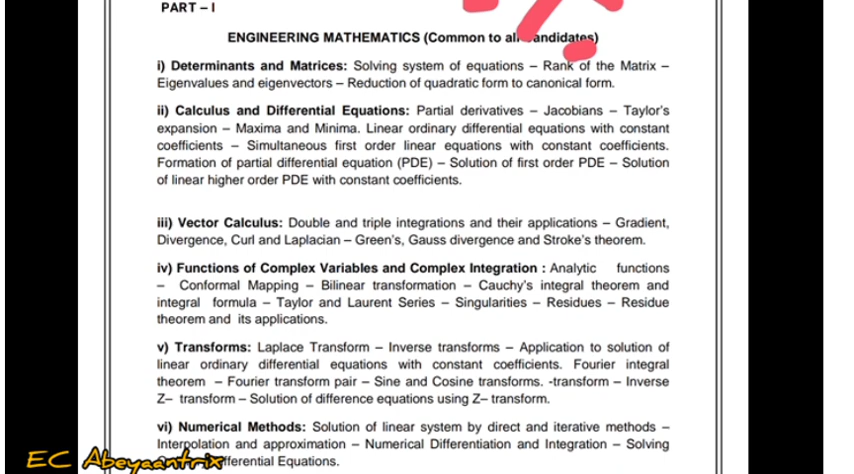 PART – I
ENGINEERING MATHEMATICS (Common to all candidates)
i) Determinants and Matrices: Solving system of equations – Rank of the Matrix –
Eigenvalues and eigenvectors – Reduction of quadratic form to canonical form.
ii) Calculus and Differential Equations: Partial derivatives – Jacobians – Taylor's
expansion – Maxima and Minima. Linear ordinary differential equations with constant
coefficients – Simultaneous first order linear equations with constant coefficients.
Formation of partial differential equation (PDE) – Solution of first order PDE – Solution
of linear higher order PDE with constant coefficients.
iii) Vector Calculus: Double and triple integrations and their applications – Gradient,
Divergence, Curl and Laplacian – Green's, Gauss divergence and Stroke's theorem.
iv) Functions of Complex Variables and Complex Integration : Analytic functions
– Conformal Mapping – Bilinear transformation – Cauchy's integral theorem and
integral formula – Taylor and Laurent Series – Singularities – Residues – Residue
theorem and its applications.
v) Transforms: Laplace Transform – Inverse transforms – Application to solution of
linear ordinary differential equations with constant coefficients. Fourier integral
theorem – Fourier transform pair – Sine and Cosine transforms. -transform – Inverse
Z– transform – Solution of difference equations using Z– transform.
vi) Numerical Methods: Solution of linear system by direct and iterative methods –
Interpolation and approximation – Numerical Differentiation and Integration – Solving
fferential Equations.
EC Abeyaantrix